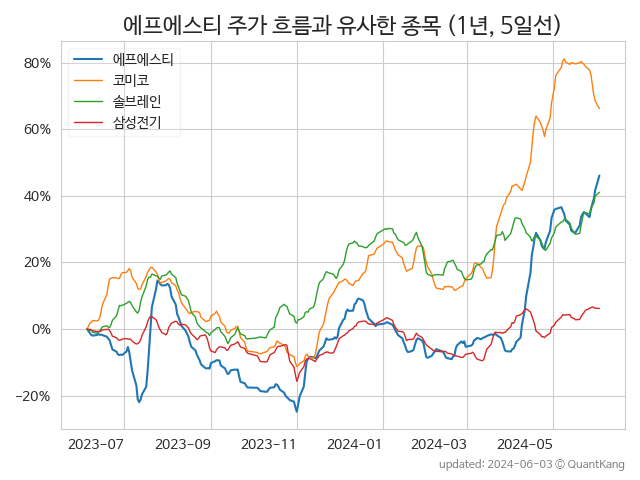 에프에스티 주가 흐름과 유사한 종목 (1년, 5일선)
에프에스티
코미코
솔브레인
삼성전기
80%
60%
40%
20%
0%
−20%
2023-07 2023-09 2023-11 2024-01 2024-03 2024-05
updated: 2024-06-03 © QuantKang